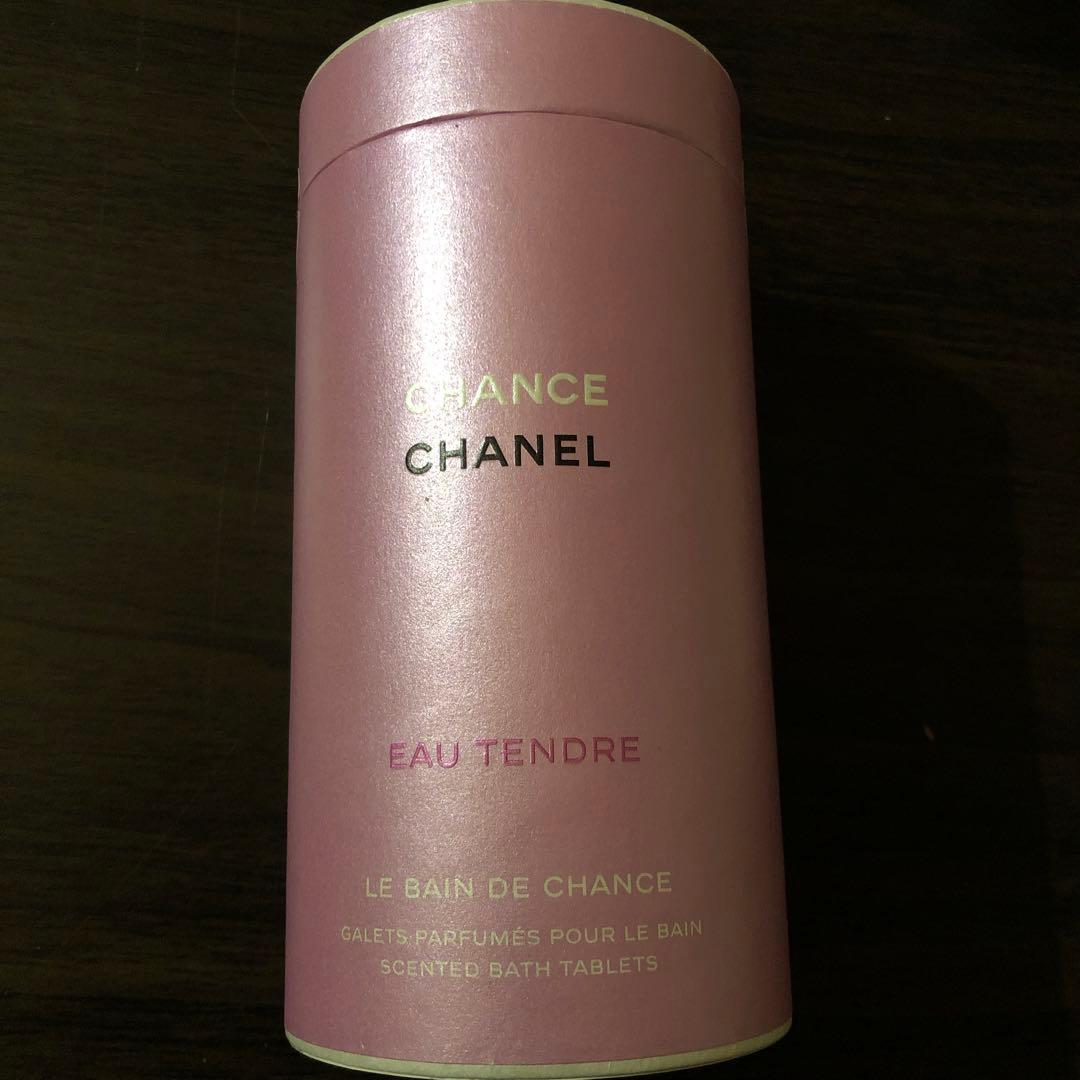 CHANCE
CHANEL
EAU TENDRE
LE BAIN DE CHANCE
GALETS PARFUMÉS POUR LE BAIN
SCENTED BATH TABLETS